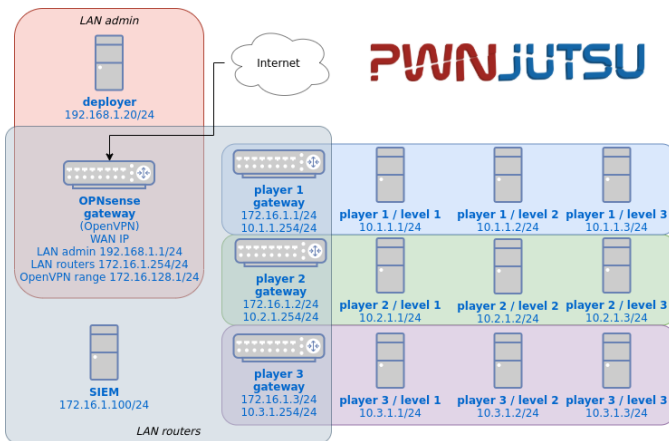 LAN admin
deployer
192.168.1.20/24
Internet
PWNJUTSU
OPNsense
gateway
(OpenVPN)
WAN IP
LAN admin 192.168.1.1/24
LAN routers 172.16.1.254/24
OpenVPN range 172.16.128.1/24
SIEM
172.16.1.100/24
LAN routers
player 1
gateway
172.16.1.1/24
10.1.1.254/24
player 1 / level 1
10.1.1.1/24
player 1 / level 2
10.1.1.2/24
player 1 / level 3
10.1.1.3/24
player 2
gateway
172.16.1.2/24
10.2.1.254/24
player 2 / level 1
10.2.1.1/24
player 2 / level 2
10.2.1.2/24
player 2 / level 3
10.2.1.3/24
player 3
gateway
172.16.1.3/24
10.3.1.254/24
player 3 / level 1
10.3.1.1/24
player 3 / level 2
10.3.1.2/24
player 3 / level 3
10.3.1.3/24